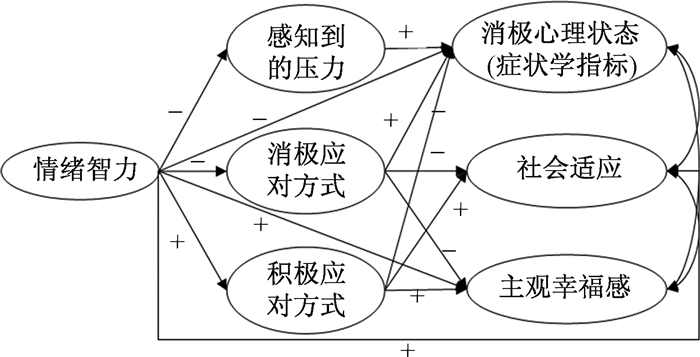 感知到
的压力
+
消极心理状态
(症状学指标)
−
−
−
+
情绪智力
−
消极应
对方式
−
社会适应
+
+
+
−
积极应
对方式
+
主观幸福感
+